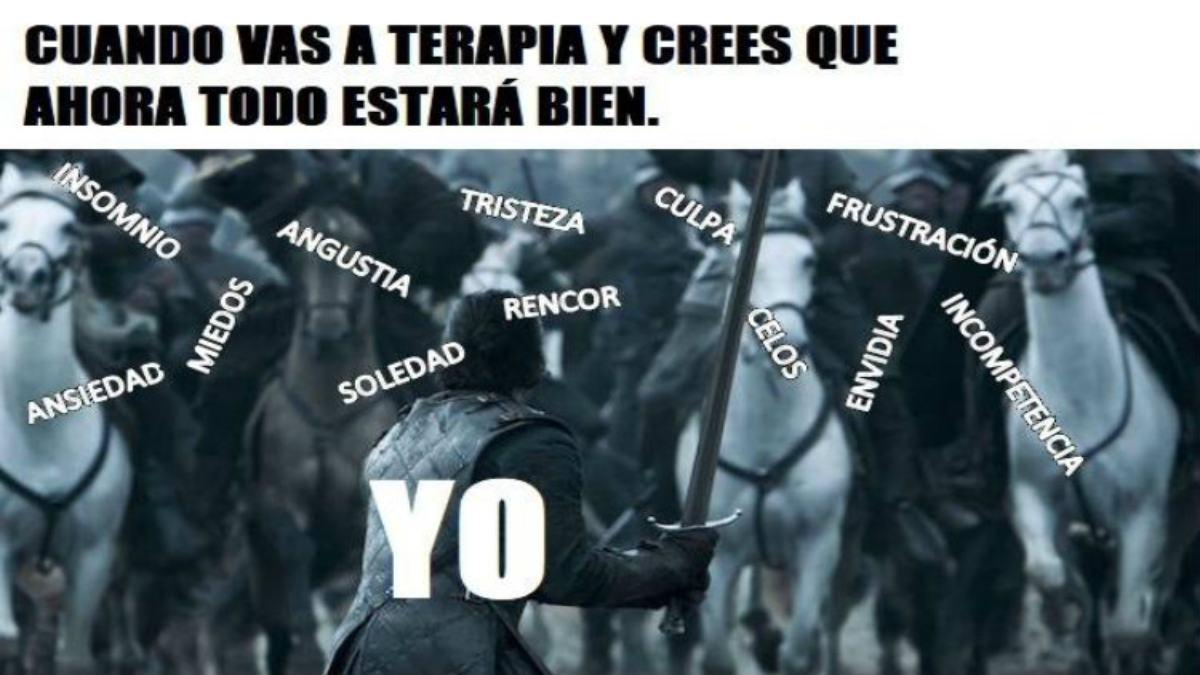 CUANDO VAS A TERAPIA Y CREES QUE
AHORA TODO ESTARÁ BIEN.
INSOMNIO
TRISTEZA
CULPA
FRUSTRACIÓN
ANGUSTIA
RENCOR
MIEDOS
CELOS
ENVIDIA
INCOMPETENCIA
SOLEDAD
ANSIEDAD
YO